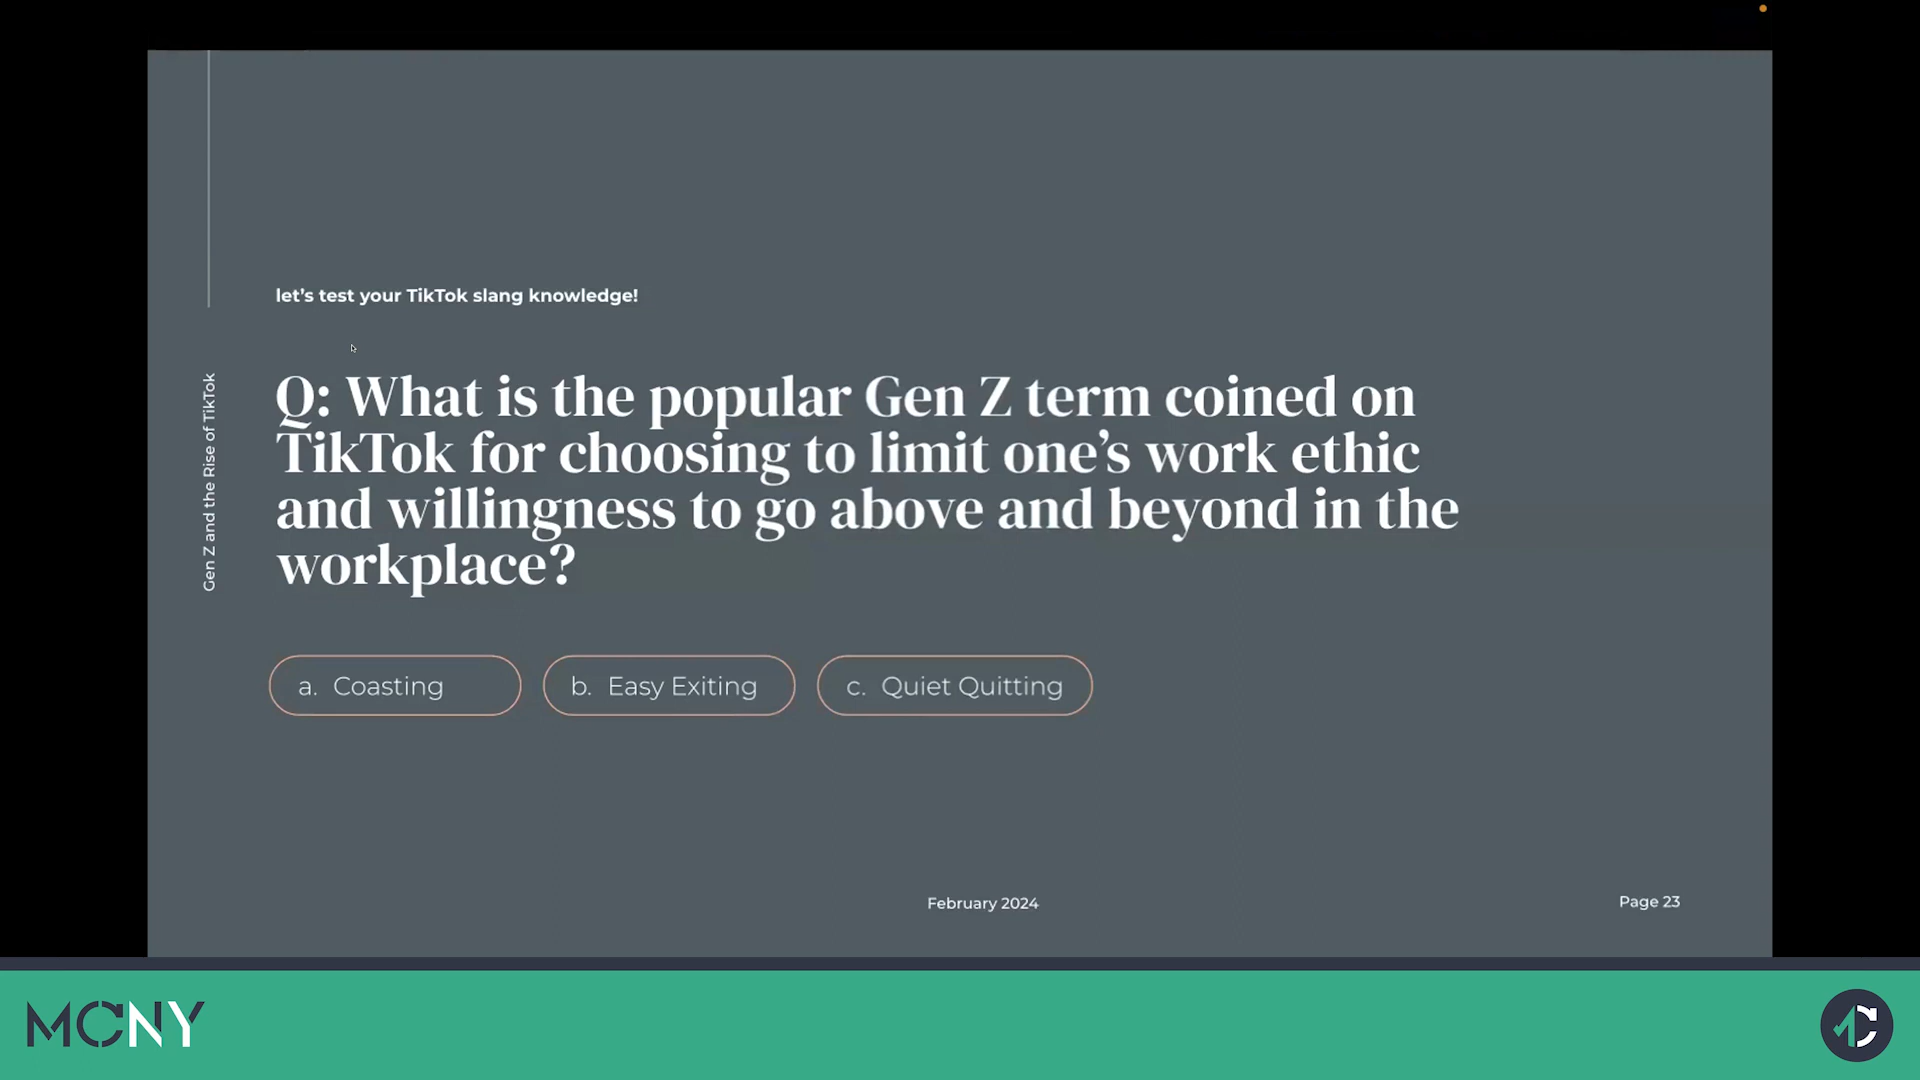 let's test your TikTok slang knowledge!
Gen Z and the Rise of TikTok
Q: What is the popular Gen Z term coined on
TikTok for choosing to limit one's work ethic
and willingness to go above and beyond in the
workplace?
a. Coasting
b. Easy Exiting
c. Quiet Quitting
February 2024
Page 23
MCNY